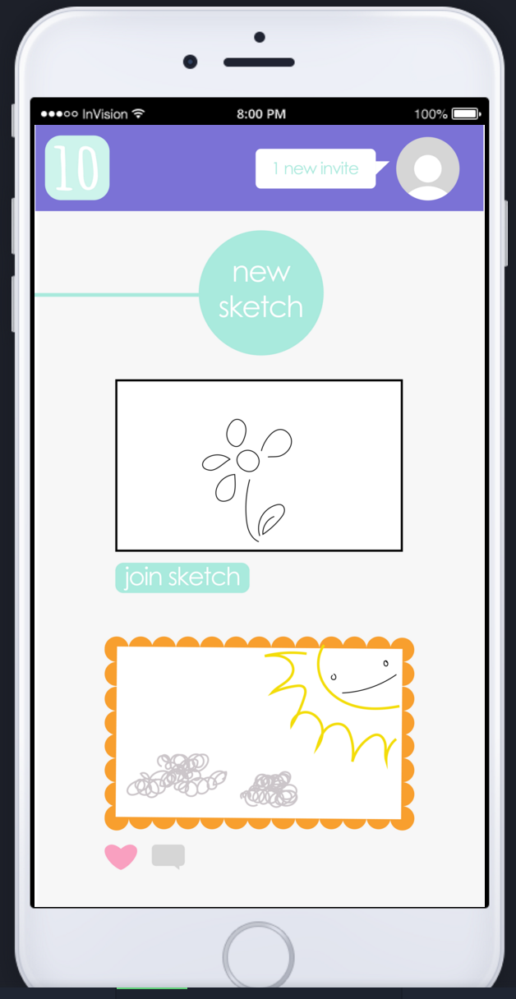 InVision
8:00 PM
100%
10
1 new invite
new
sketch
join sketch